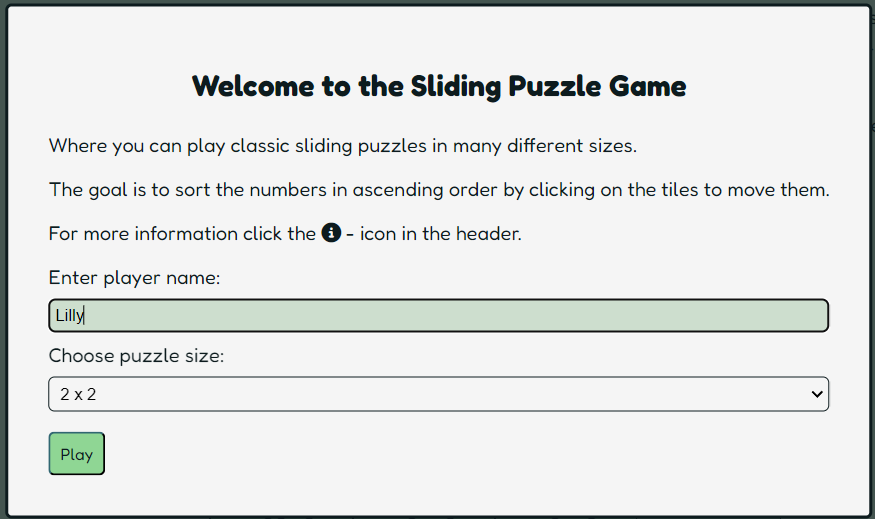 Welcome to the Sliding Puzzle Game
Where you can play classic sliding puzzles in many different sizes.
The goal is to sort the numbers in ascending order by clicking on the tiles to move them.
For more information click the i - icon in the header.
Enter player name:
Lilly
Choose puzzle size:
2 x 2
Play